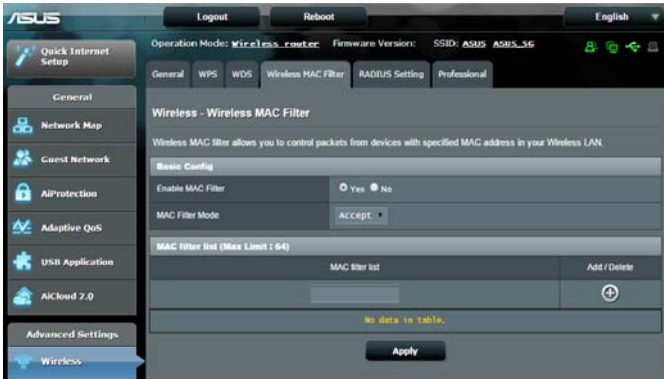 ASUS
Logout
Reboot
English
Quick Internet Setup
Operation Mode: Wireless router Firmware Version: SSID: ASUS ASUS_5G
General WPS WDS Wireless MAC Filter RADIUS Setting Professional
General
Network Map
Guest Network
AiProtection
Adaptive QoS
USB Application
AiCloud 2.0
Advanced Settings
Wireless
Wireless - Wireless MAC Filter
Wireless MAC filter allows you to control packets from devices with specified MAC address in your Wireless LAN.
Basic Config
Enable MAC Filter Yes No
MAC Filter Mode Accept
MAC filter list (Max Limit : 64)
MAC filter list Add / Delete
No data in table.
Apply